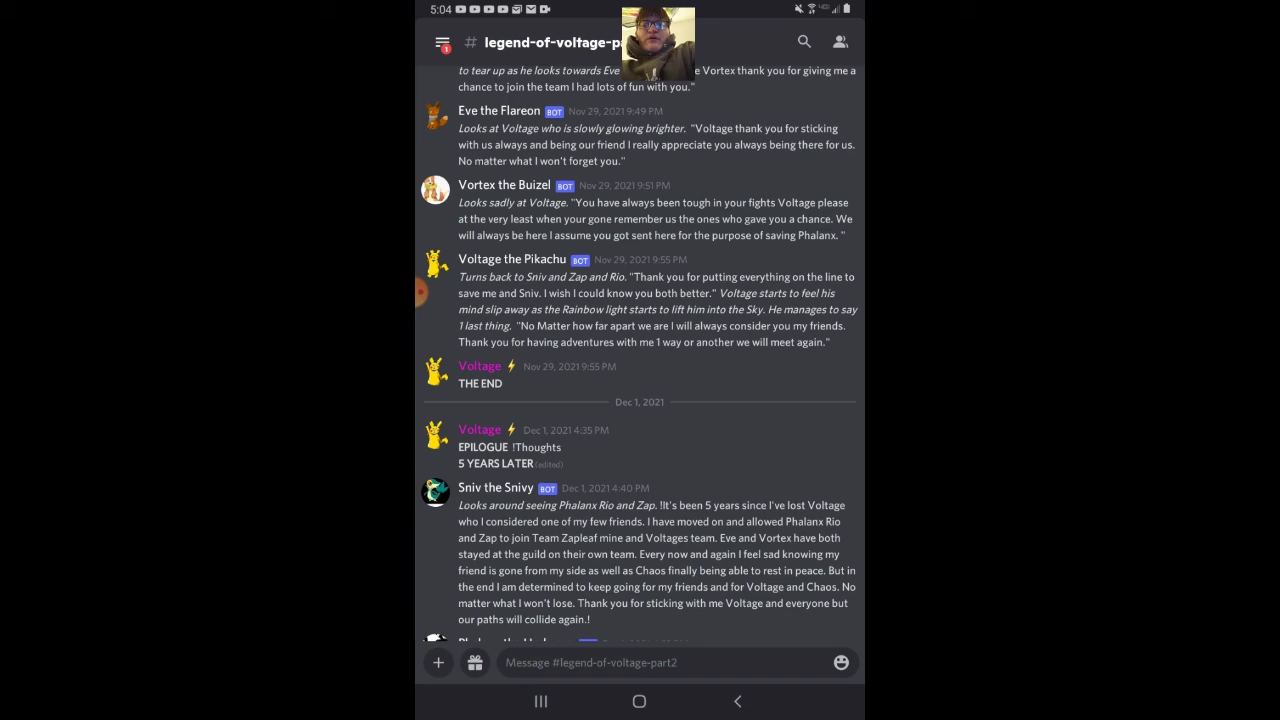 5:04
# legend-of-voltage-p
to tear up as he looks towards Eve e Vortex thank you for giving me a
chance to join the team I had lots of fun with you."
Eve the Flareon BOT Nov 29, 2021 9:49 PM
Looks at Voltage who is slowly glowing brighter. "Voltage thank you for sticking
with us always and being our friend I really appreciate you always being there for us.
No matter what I won't forget you."
Vortex the Buizel BOT Nov 29, 2021 9:51 PM
Looks sadly at Voltage. "You have always been tough in your fights Voltage please
at the very least when your gone remember us the ones who gave you a chance. We
will always be here I assume you got sent here for the purpose of saving Phalanx. "
Voltage the Pikachu BOT Nov 29, 2021 9:55 PM
Turns back to Sniv and Zap and Rio. "Thank you for putting everything on the line to
save me and Sniv. I wish I could know you both better." Voltage starts to feel his
mind slip away as the Rainbow light starts to lift him into the Sky. He manages to say
1 last thing. "No Matter how far apart we are I will always consider you my friends.
Thank you for having adventures with me 1 way or another we will meet again."
Voltage ⚡ Nov 29, 2021 9:55 PM
THE END
Dec 1, 2021
Voltage ⚡ Dec 1, 2021 4:35 PM
EPILOGUE !Thoughts
5 YEARS LATER (edited)
Sniv the Snivy BOT Dec 1, 2021 4:40 PM
Looks around seeing Phalanx Rio and Zap. !It's been 5 years since I've lost Voltage
who I considered one of my few friends. I have moved on and allowed Phalanx Rio
and Zap to join Team Zapleaf mine and Voltages team. Eve and Vortex have both
stayed at the guild on their own team. Every now and again I feel sad knowing my
friend is gone from my side as well as Chaos finally being able to rest in peace. But in
the end I am determined to keep going for my friends and for Voltage and Chaos. No
matter what I won't lose. Thank you for sticking with me Voltage and everyone but
our paths will collide again.!
Message #legend-of-voltage-part2